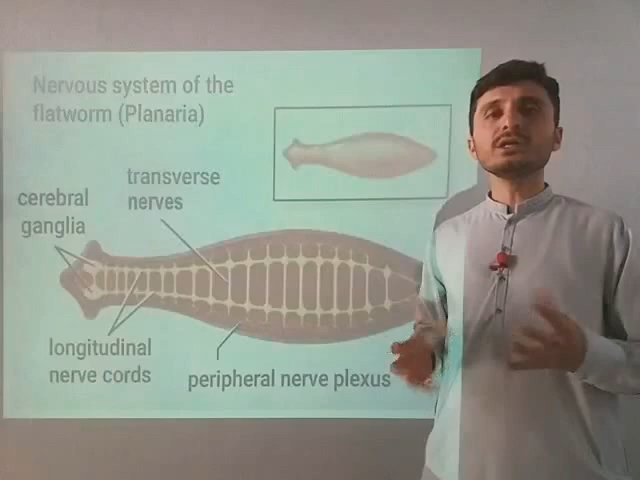 Nervous system of the
flatworm (Planaria)
transverse
nerves
cerebral
ganglia
longitudinal
nerve cords
peripheral nerve plexus